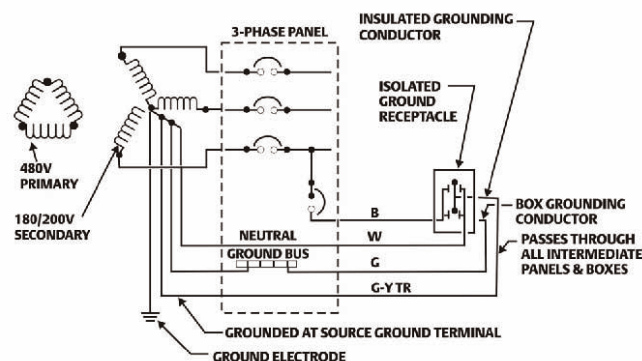 3-PHASE PANEL
INSULATED GROUNDING
CONDUCTOR
ISOLATED
GROUND
RECEPTACLE
480V
PRIMARY
180/200V
SECONDARY
B
BOX GROUNDING
CONDUCTOR
NEUTRAL
W
GROUND BUS
G
PASSES THROUGH
ALL INTERMEDIATE
PANELS & BOXES
G-Y TR
GROUNDED AT SOURCE GROUND TERMINAL
GROUND ELECTRODE